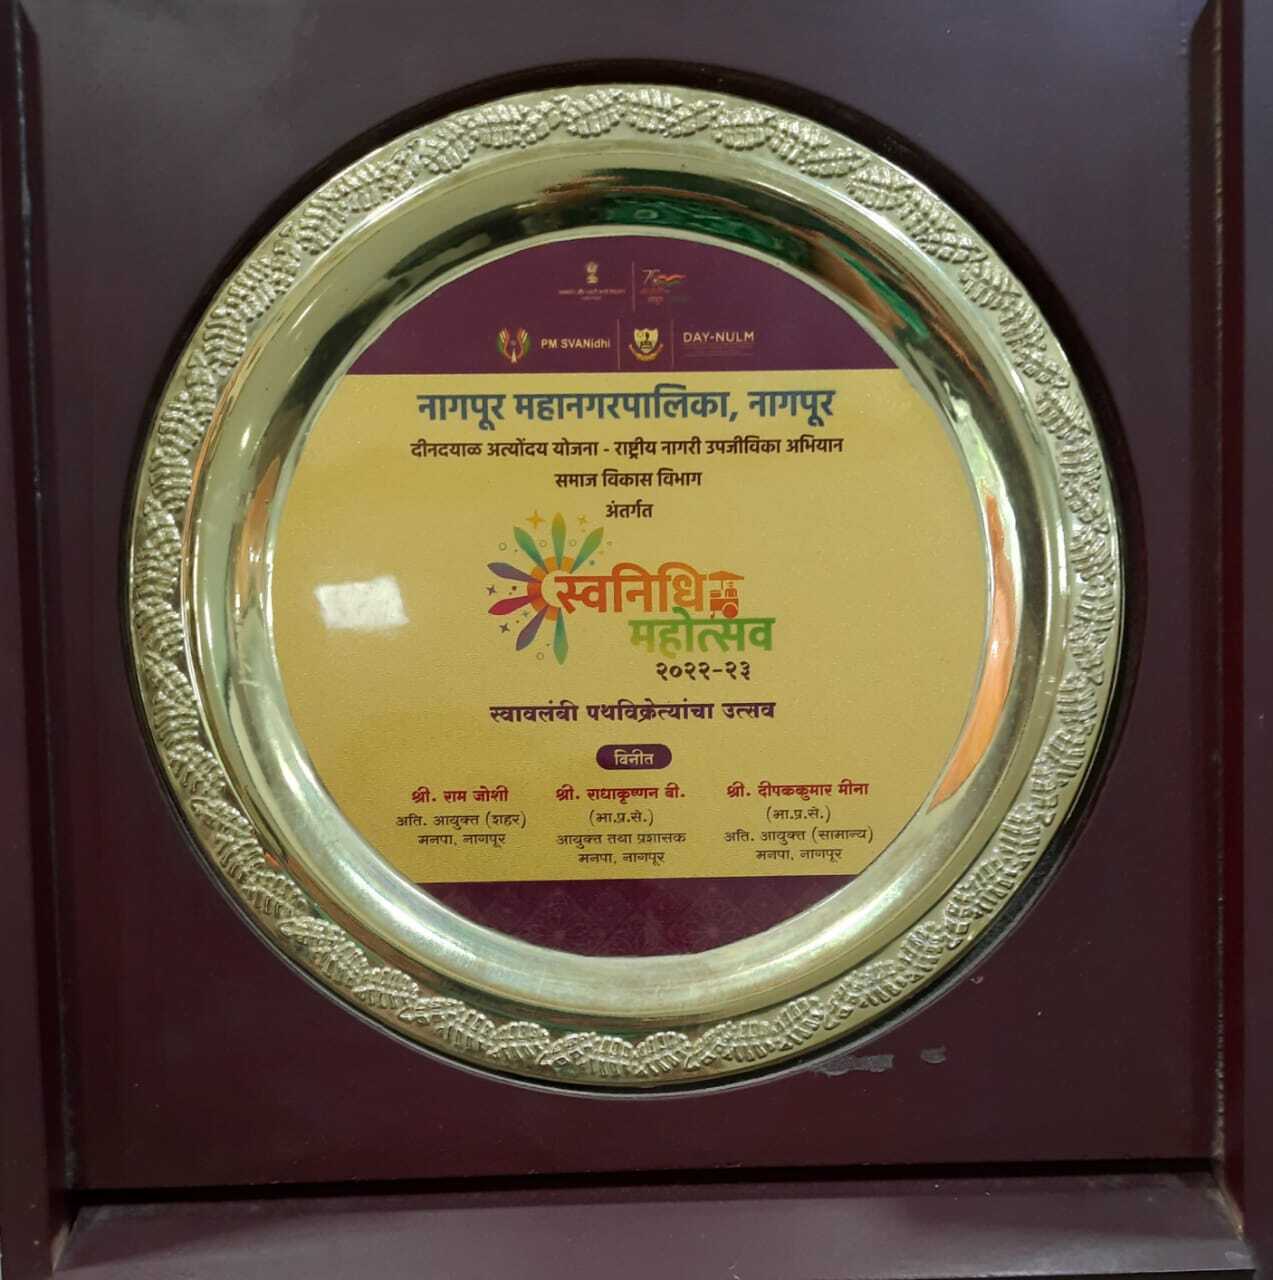 PM SVANidhi
DAY-NULM
नागपूर महानगरपालिका, नागपूर
दीनदयाळ अत्योंदय योजना - राष्ट्रीय नागरी उपजीविका अभियान
समाज विकास विभाग
अंतर्गत
स्वनिधि
महोत्सव
२०२२-२३
स्वावलंबी पथविक्रेत्यांचा उत्सव
विनीत
श्री. राम जोशी
अति. आयुक्त (शहर)
मनपा, नागपूर
श्री. राधाकृष्णन बी.
(भा.प्र.से.)
आयुक्त तथा प्रशासक
मनपा, नागपूर
श्री. दीपककुमार मीना
(भा.प्र.से.)
अति. आयुक्त (सामान्य)
मनपा, नागपूर